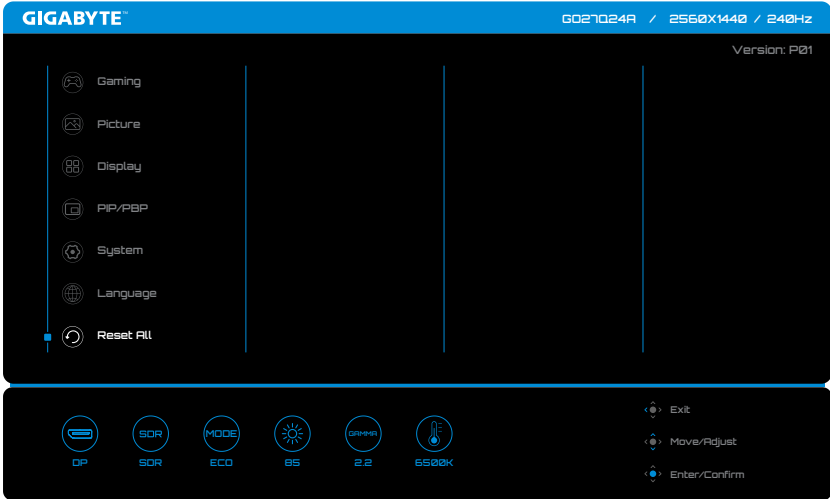 GIGABYTE™
GO27Q24A / 2560X1440 / 240Hz
Version: P01
Gaming
Picture
Display
PIP/PBP
System
Language
Reset All
SDR
MODE
GAMMA
DP
SDR
ECO
85
2.2
6500K
Exit
Move/Adjust
Enter/Confirm